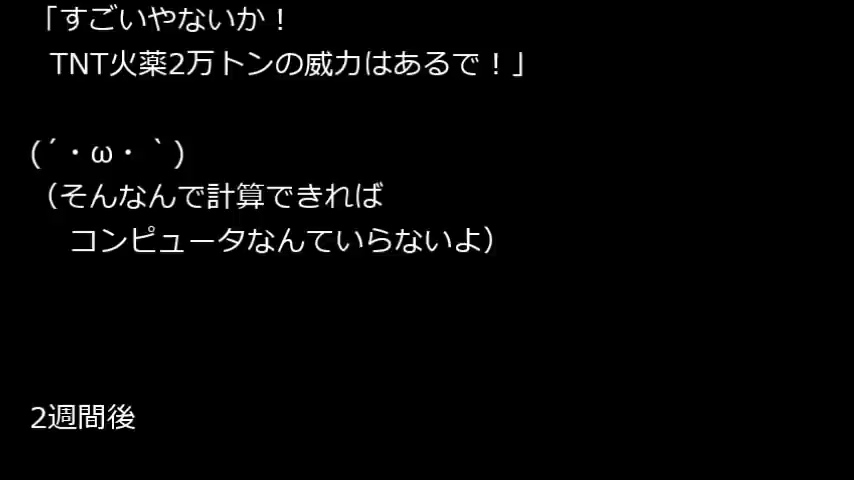 「すごいやないか！
TNT火薬2万トンの威力はあるで！」
(´・ω・｀)
（そんなんで計算できれば
コンピュータなんていらないよ）
2週間後